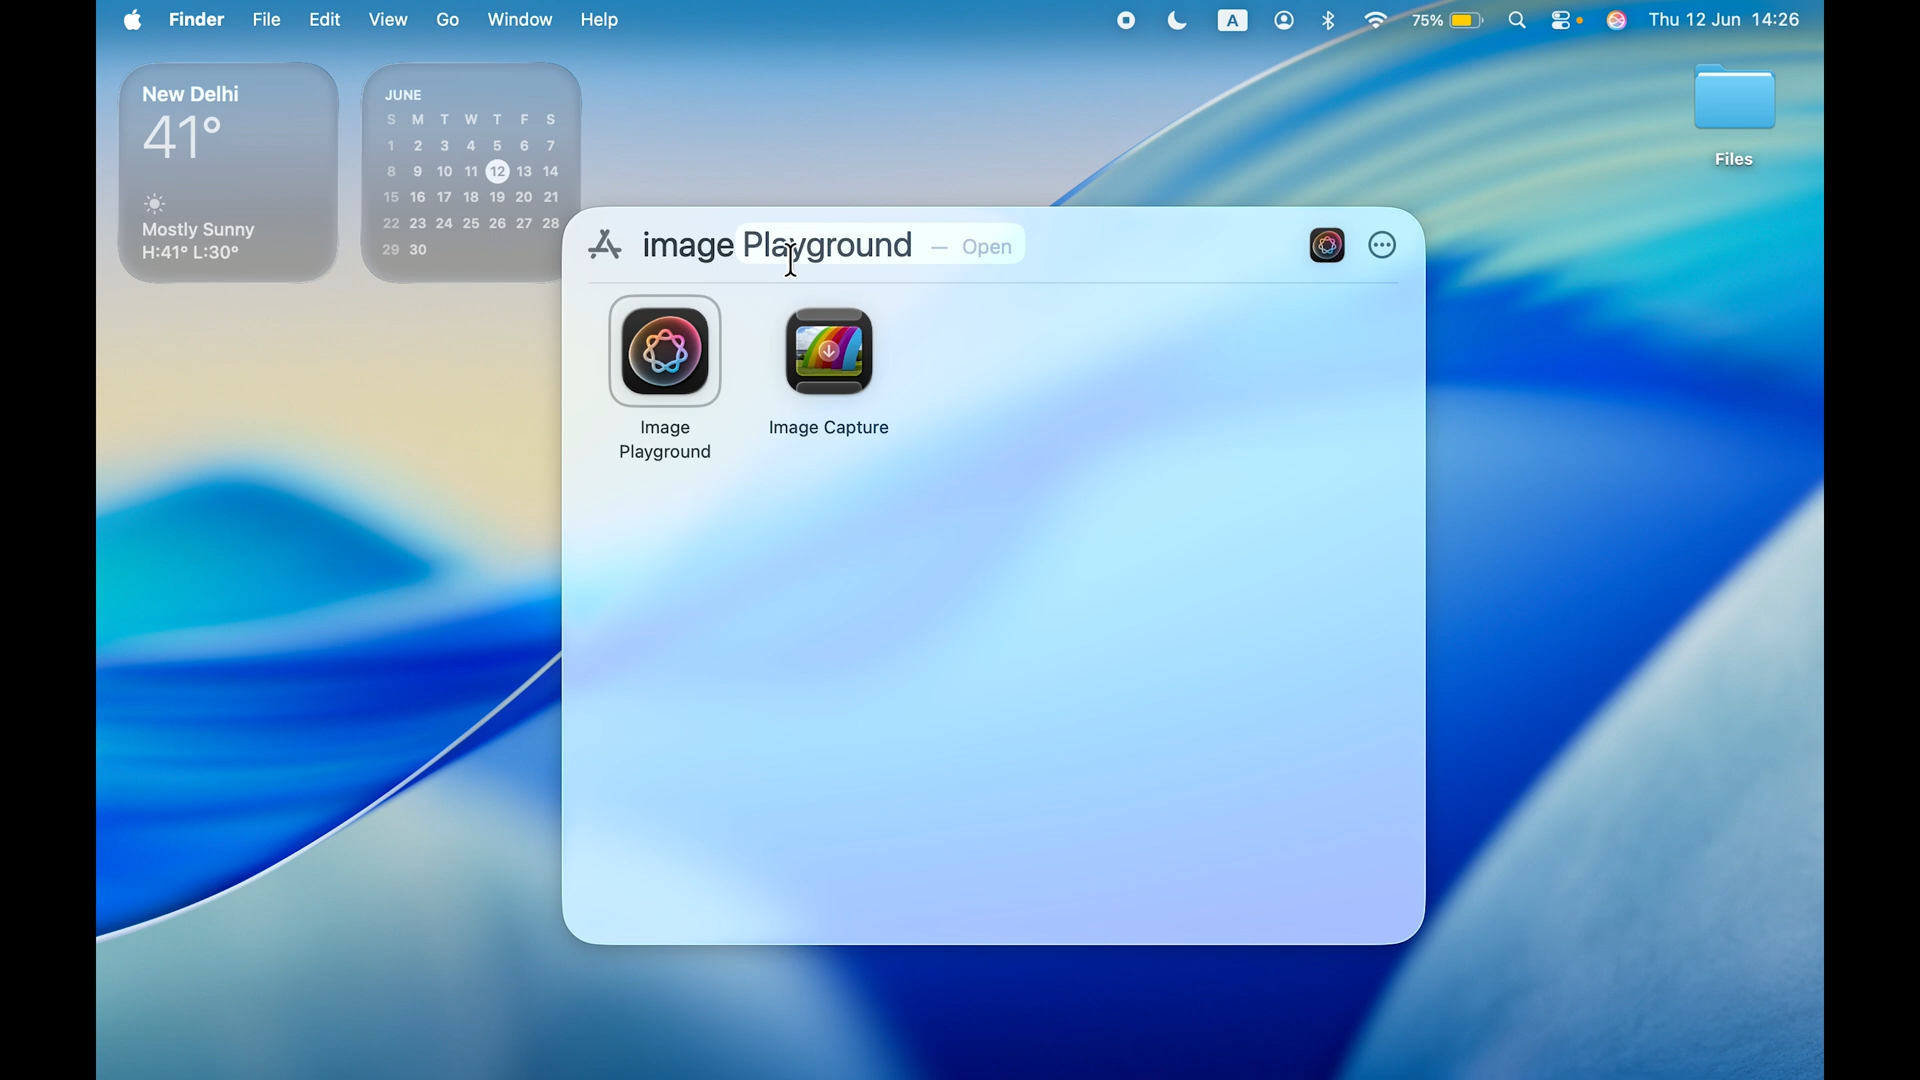 Finder File Edit View Go Window Help
A 75% Thu 12 Jun 14:26
New Delhi
41°
Mostly Sunny
H:41° L:30°
JUNE
S M T W T F S
1 2 3 4 5 6 7
8 9 10 11 12 13 14
15 16 17 18 19 20 21
22 23 24 25 26 27 28
29 30
Files
image Playground — Open
Image
Playground
Image Capture